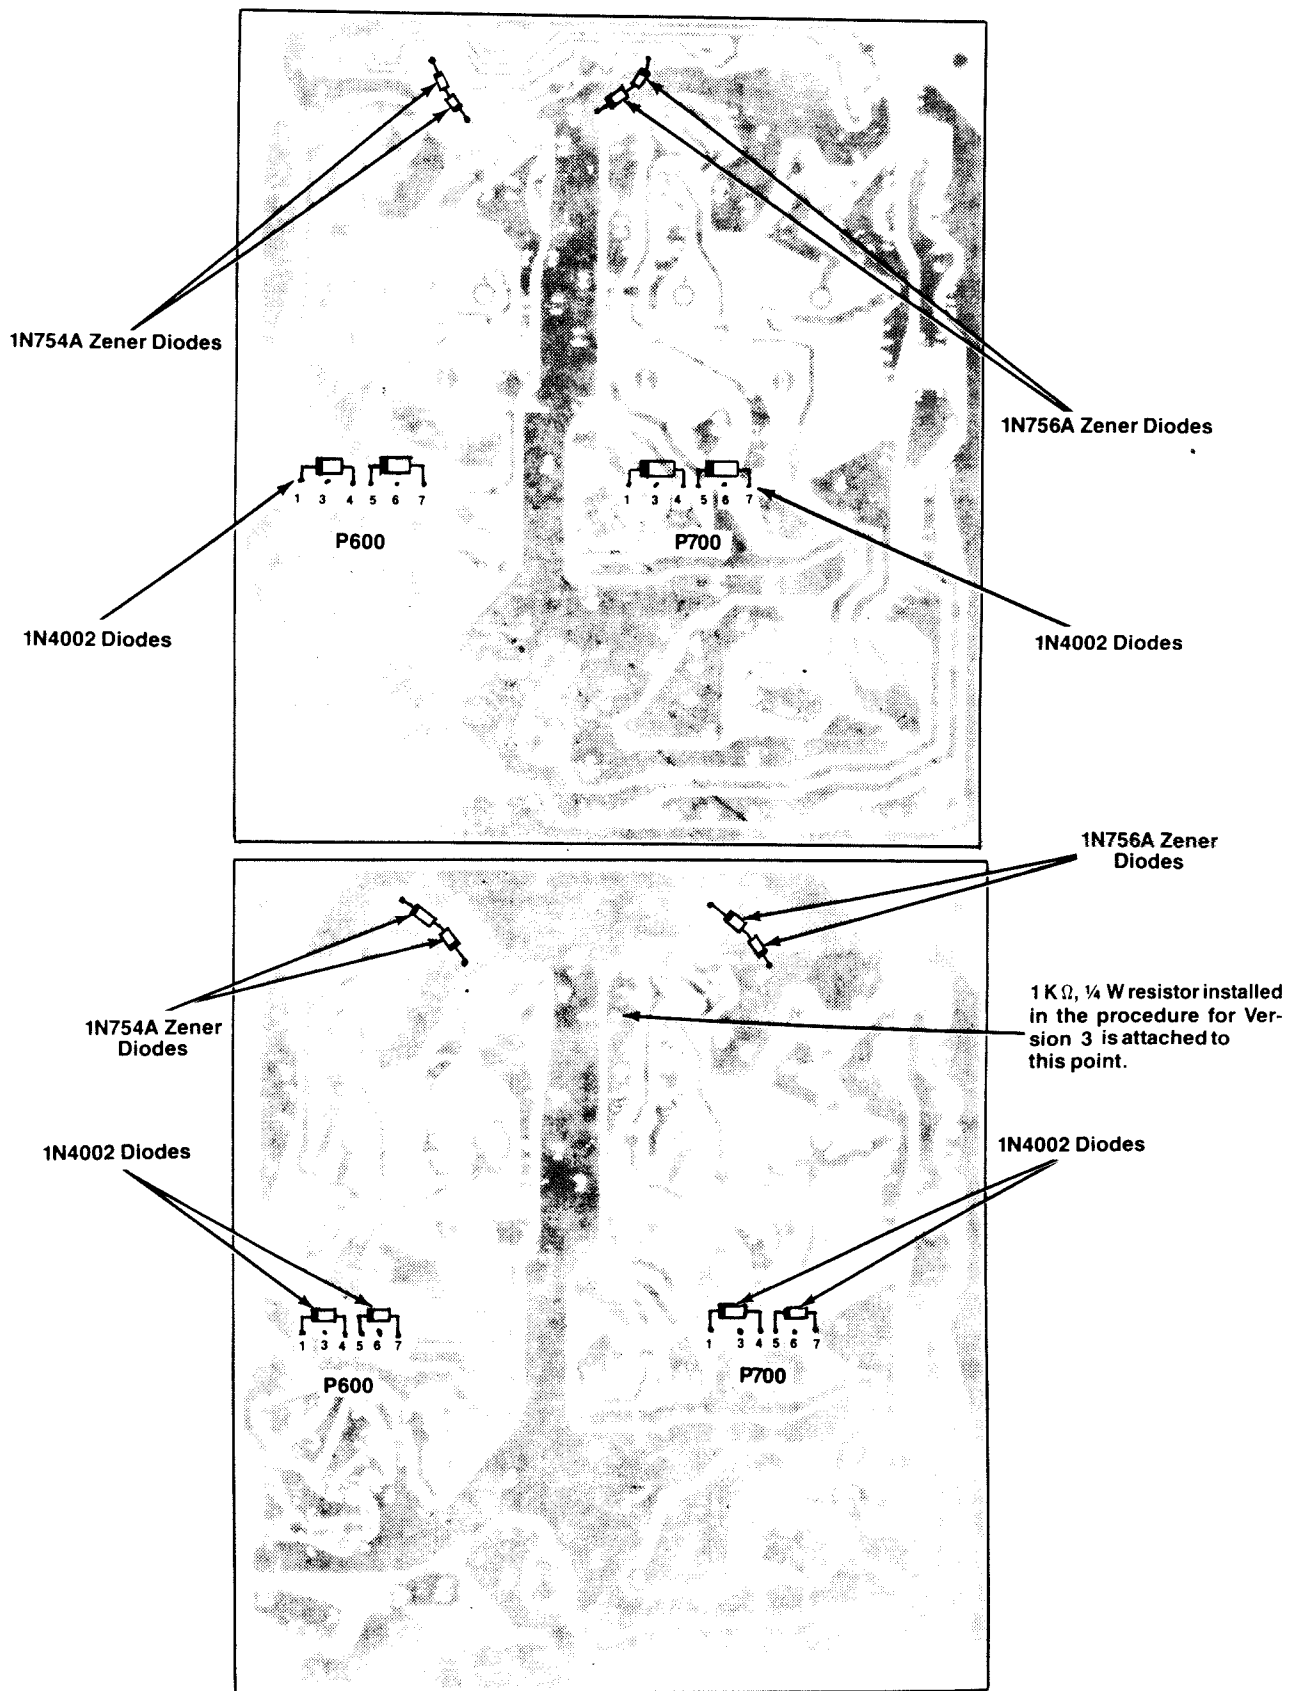 1N754A Zener Diodes
1N756A Zener Diodes
1 3 4 5 6 7
P600
1 3 4 5 6 7
P700
1N4002 Diodes
1N4002 Diodes
1N756A Zener
Diodes
1N754A Zener
Diodes
1 K Ω, ¼ W resistor installed
in the procedure for Ver-
sion 3 is attached to
this point.
1N4002 Diodes
1N4002 Diodes
1 3 4 5 6 7
P600
1 3 4 5 6 7
P700